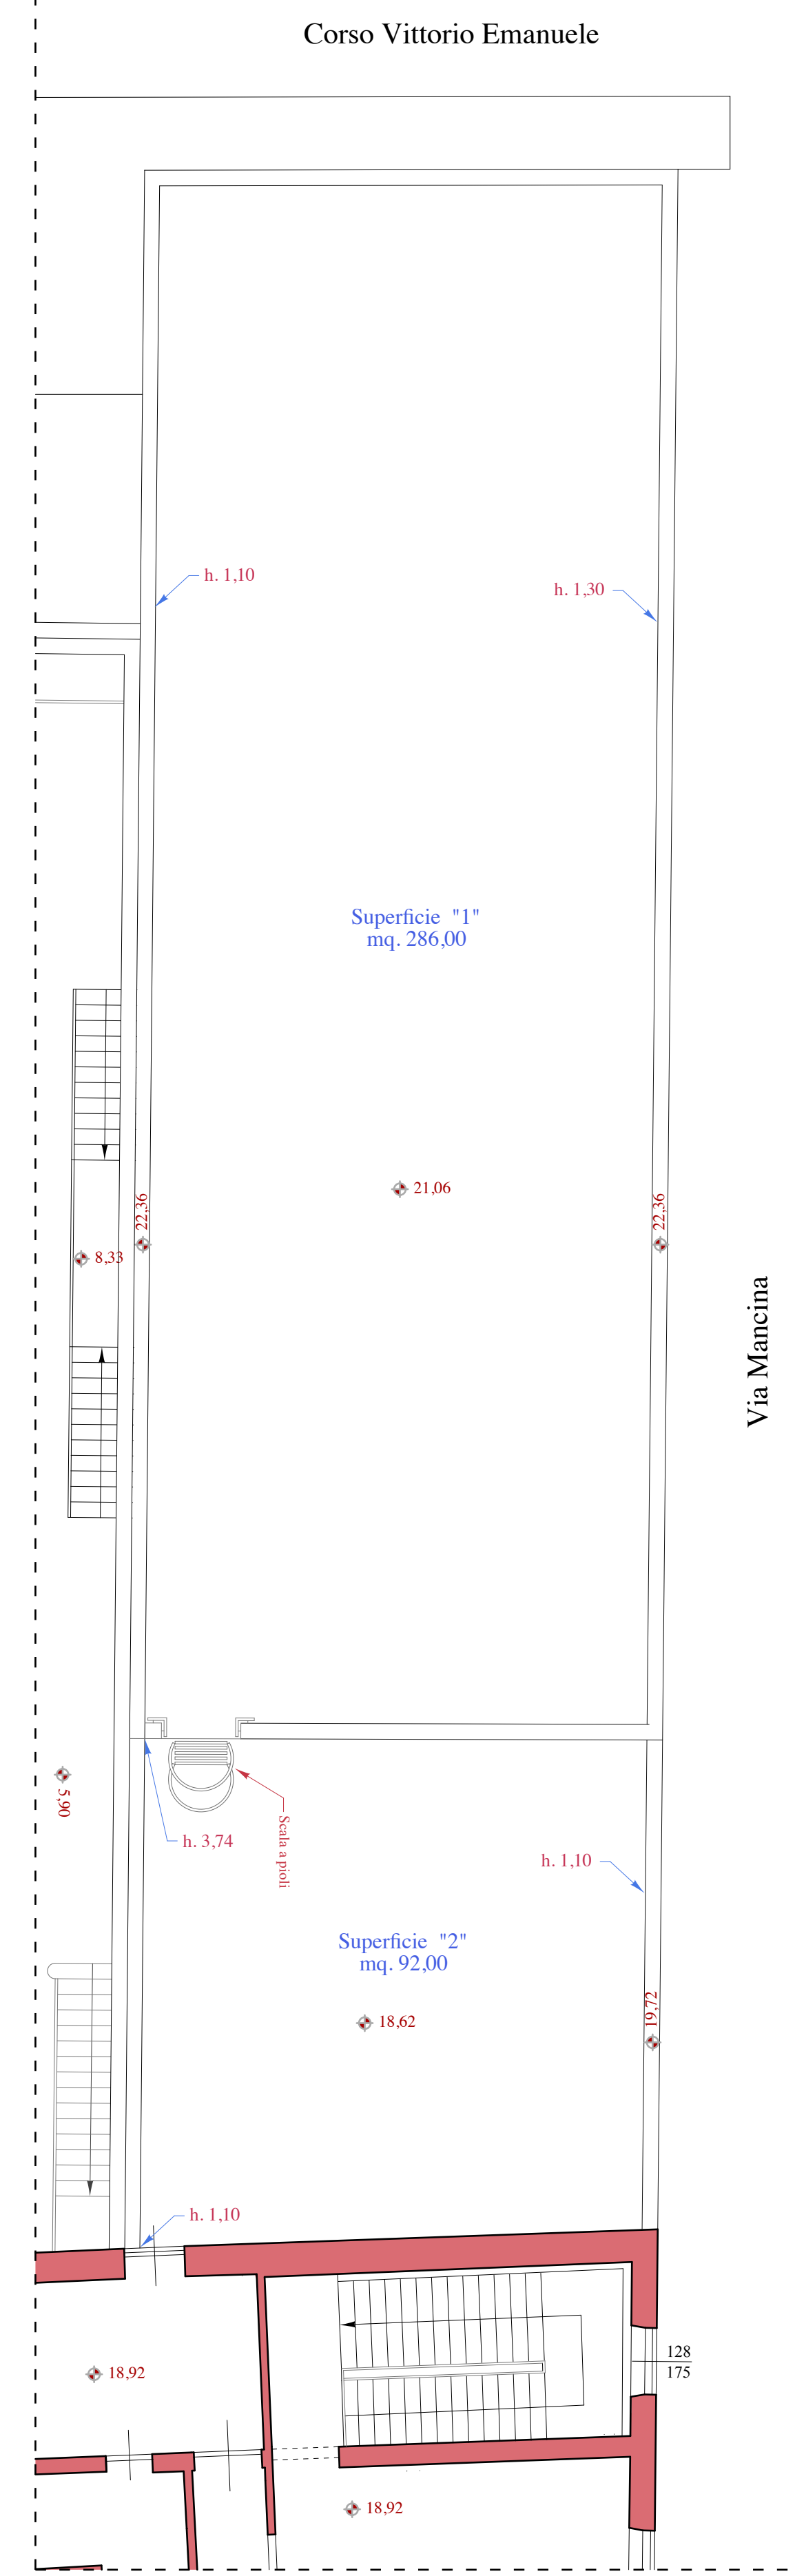 Corso Vittorio Emanuele
h. 1,10
h. 1,30
Superficie "1"
mq. 286,00
21,06
22,36
22,36
8,33
Via Mancina
5,90
h. 3,74
Scala a pioli
h. 1,10
Superficie "2"
mq. 92,00
18,62
19,72
h. 1,10
128
175
18,92
18,92